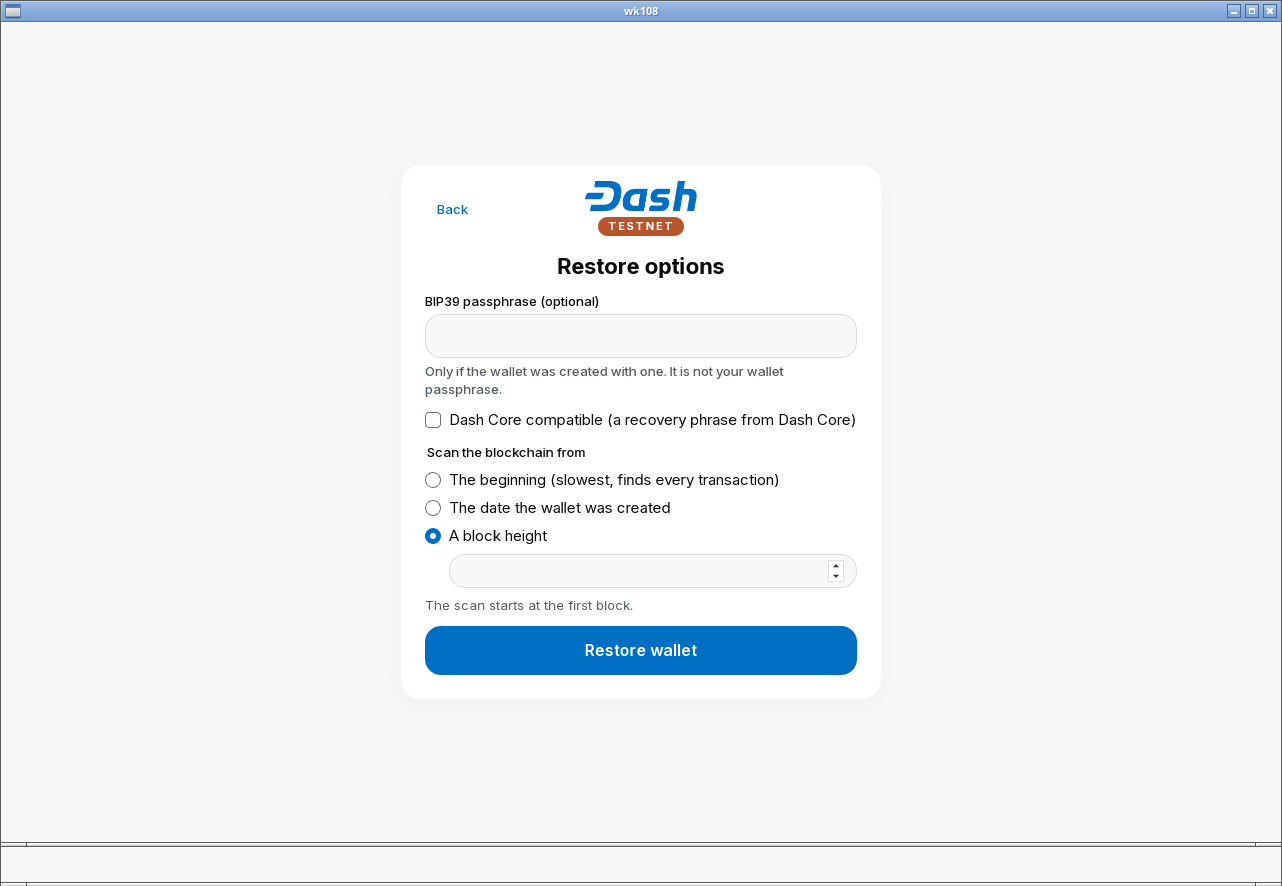 wk108
Back
Dash
TESTNET
Restore options
BIP39 passphrase (optional)
Only if the wallet was created with one. It is not your wallet
passphrase.
Dash Core compatible (a recovery phrase from Dash Core)
Scan the blockchain from
The beginning (slowest, finds every transaction)
The date the wallet was created
A block height
The scan starts at the first block.
Restore wallet